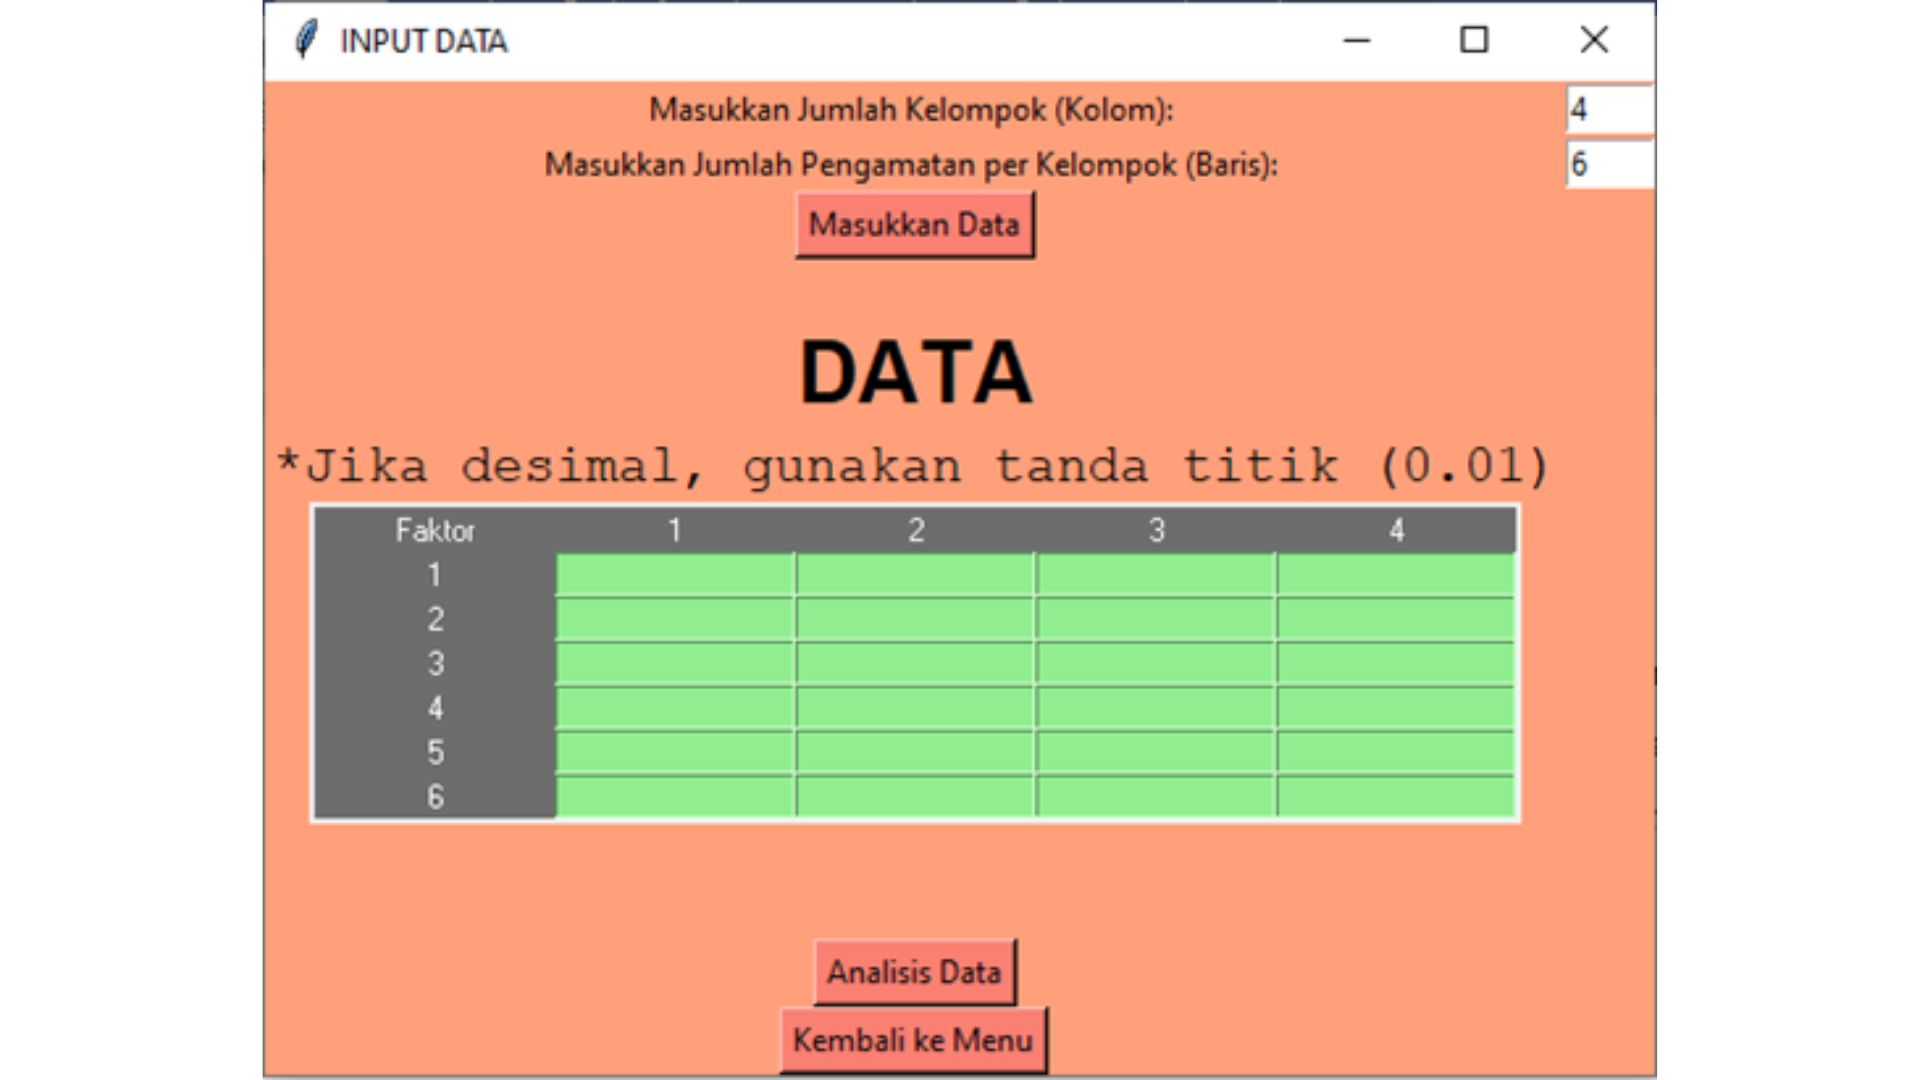 INPUT DATA
Masukkan Jumlah Kelompok (Kolom): 4
Masukkan Jumlah Pengamatan per Kelompok (Baris): 6
Masukkan Data
DATA
*Jika desimal, gunakan tanda titik (0.01)
Faktor 1 2 3 4
1
2
3
4
5
6
Analisis Data
Kembali ke Menu